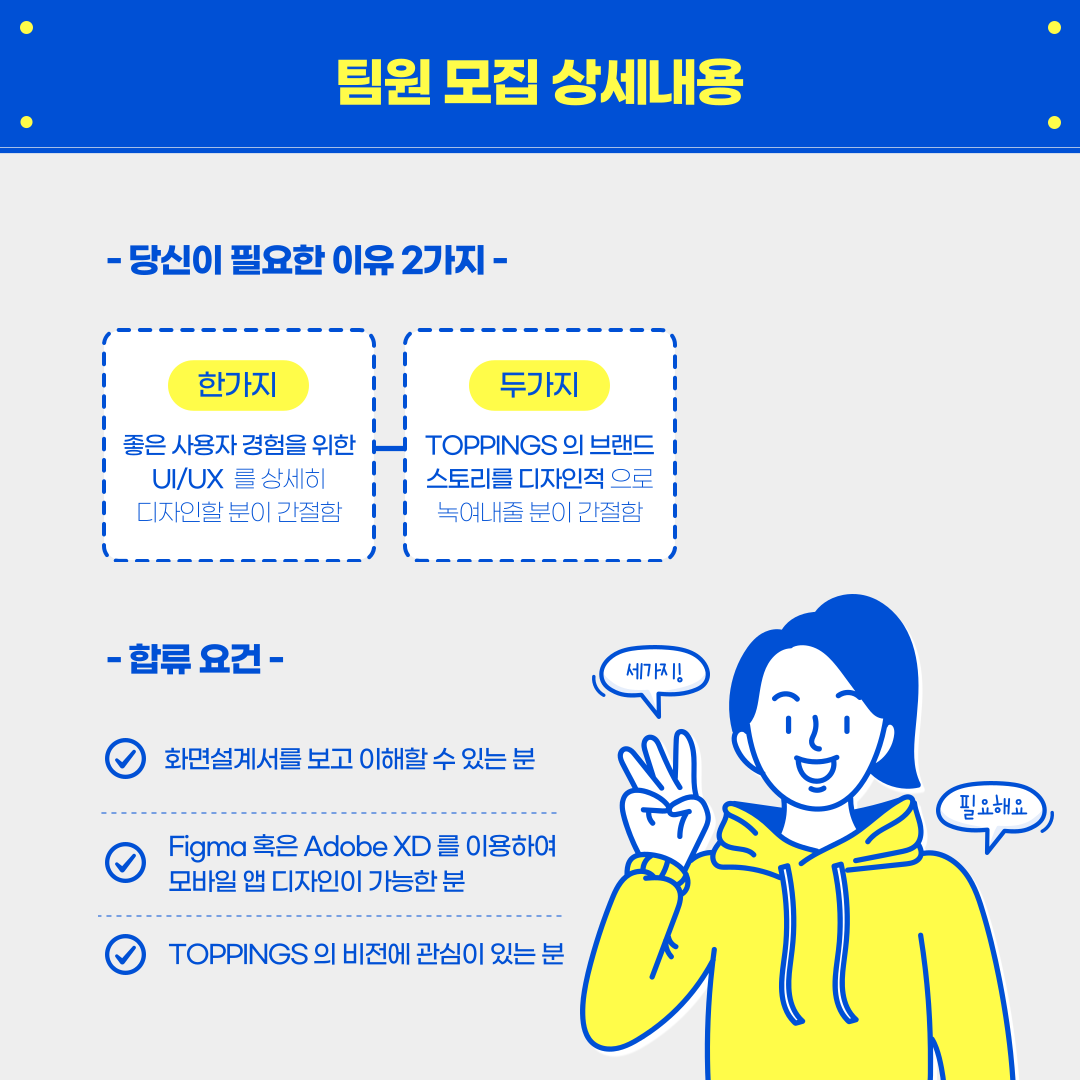 팀원 모집 상세내용
- 당신이 필요한 이유 2가지 -
한가지
좋은 사용자 경험을 위한
UI/UX 를 상세히
디자인할 분이 간절함
두가지
TOPPINGS 의 브랜드
스토리를 디자인적 으로
녹여내줄 분이 간절함
- 합류 요건 -
세가지!
화면설계서를 보고 이해할 수 있는 분
필요해요
Figma 혹은 Adobe XD 를 이용하여
모바일 앱 디자인이 가능한 분
TOPPINGS 의 비전에 관심이 있는 분